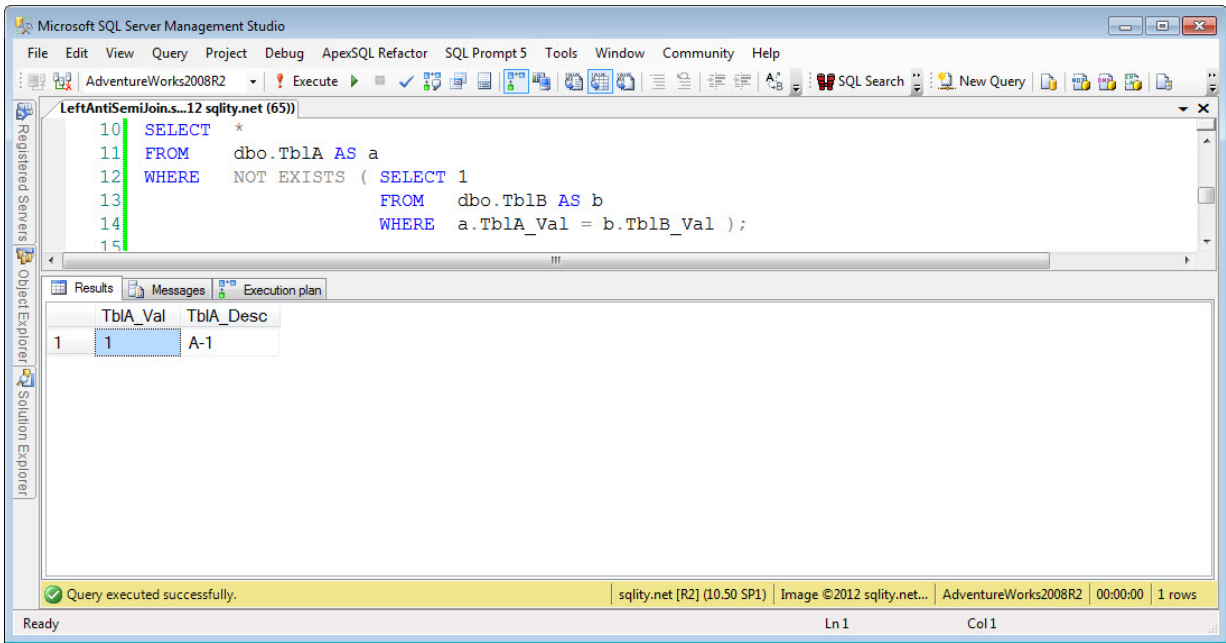 Microsoft SQL Server Management Studio
File Edit View Query Project Debug ApexSQL Refactor SQL Prompt 5 Tools Window Community Help
AdventureWorks2008R2 Execute SQL Search New Query
LeftAntiSemiJoin.s...12 sqlity.net (65))
10 SELECT *
11 FROM dbo.TblA AS a
12 WHERE NOT EXISTS ( SELECT 1
13 FROM dbo.TblB AS b
14 WHERE a.TblA_Val = b.TblB_Val );
15
Registered Servers
Object Explorer
Solution Explorer
Results Messages Execution plan
TblA_Val TblA_Desc
1 1 A-1
Query executed successfully. sqlity.net [R2] (10.50 SP1) Image ©2012 sqlity.net... AdventureWorks2008R2 00:00:00 1 rows
Ready Ln 1 Col 1